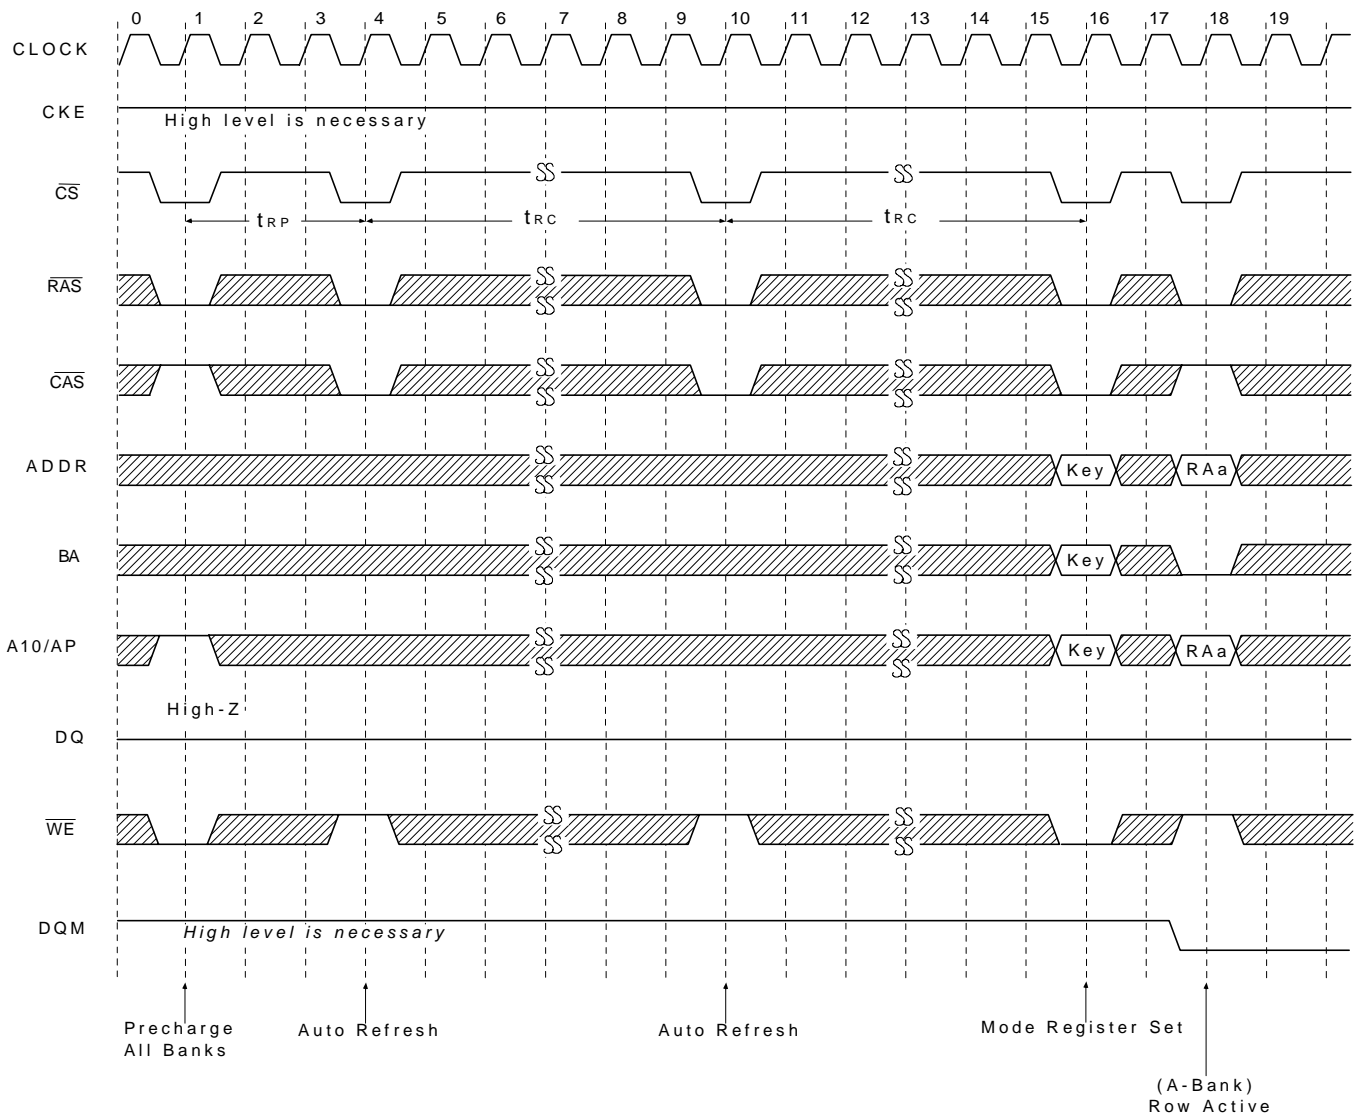 0 1 2 3 4 5 6 7 8 9 10 11 12 13 14 15 16 17 18 19
CLOCK
CKE
High level is necessary
CS
tRP tRC tRC
RAS
CAS
ADDR Key RAa
BA Key
A10/AP Key RAa
High-Z
DQ
WE
DQM High level is necessary
Precharge
All Banks
Auto Refresh
Auto Refresh
Mode Register Set
(A-Bank)
Row Active